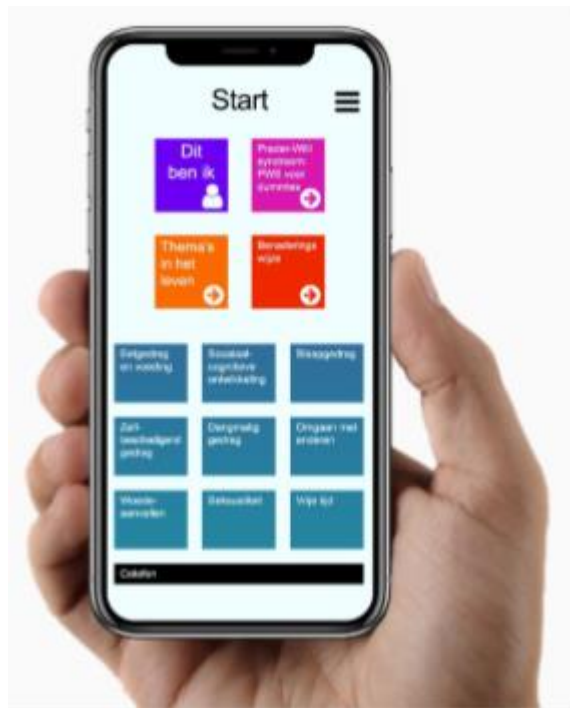 Start
Dit
ben ik
Prader-Willi
syndroom:
PWS voor
dummies
Thema's
in het
leven
Benaderings
wijze
Eetgedrag
en voeding
Sociaal-
cognitieve
ontwikkeling
Slaapgedrag
Zelf-
beschadigend
gedrag
Dwangmatig
gedrag
Omgaan met
anderen
Woede-
aanvallen
Seksualiteit
Vrije tijd
Colofon